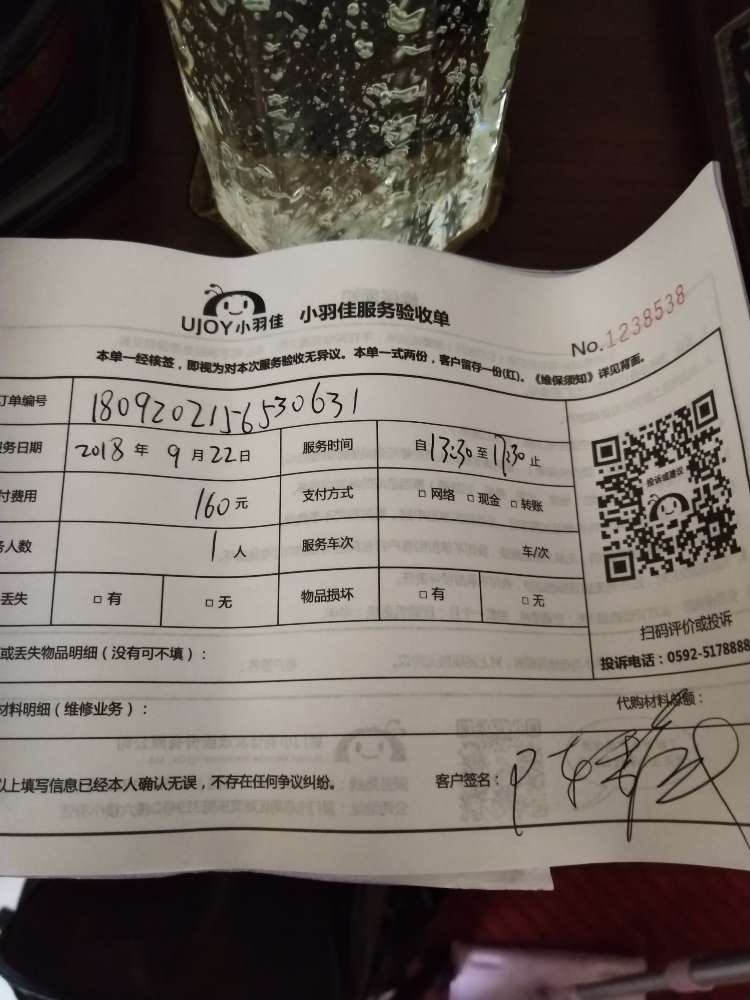 UJOY小羽佳 小羽佳服务验收单
No.1238538
本单一经核签，即视为对本次服务验收无异议。本单一式两份，客户留存一份(红)。《维保须知》详见背面。
订单编号 1809202156530631
服务日期 2018 年 9 月 22 日 服务时间 自 13:30 至 17:30 止
付费用 160 元 支付方式 □ 网络 □ 现金 □ 转账
务人数 1 人 服务车次 车/次
丢失 □ 有 □ 无 物品损坏 □ 有 □ 无
投诉或建议
扫码评价或投诉
投诉电话：0592-5178888
或丢失物品明细（没有可不填）：
材料明细（维修业务）： 代购材料总额：
以上填写信息已经本人确认无误，不存在任何争议纠纷。 客户签名：